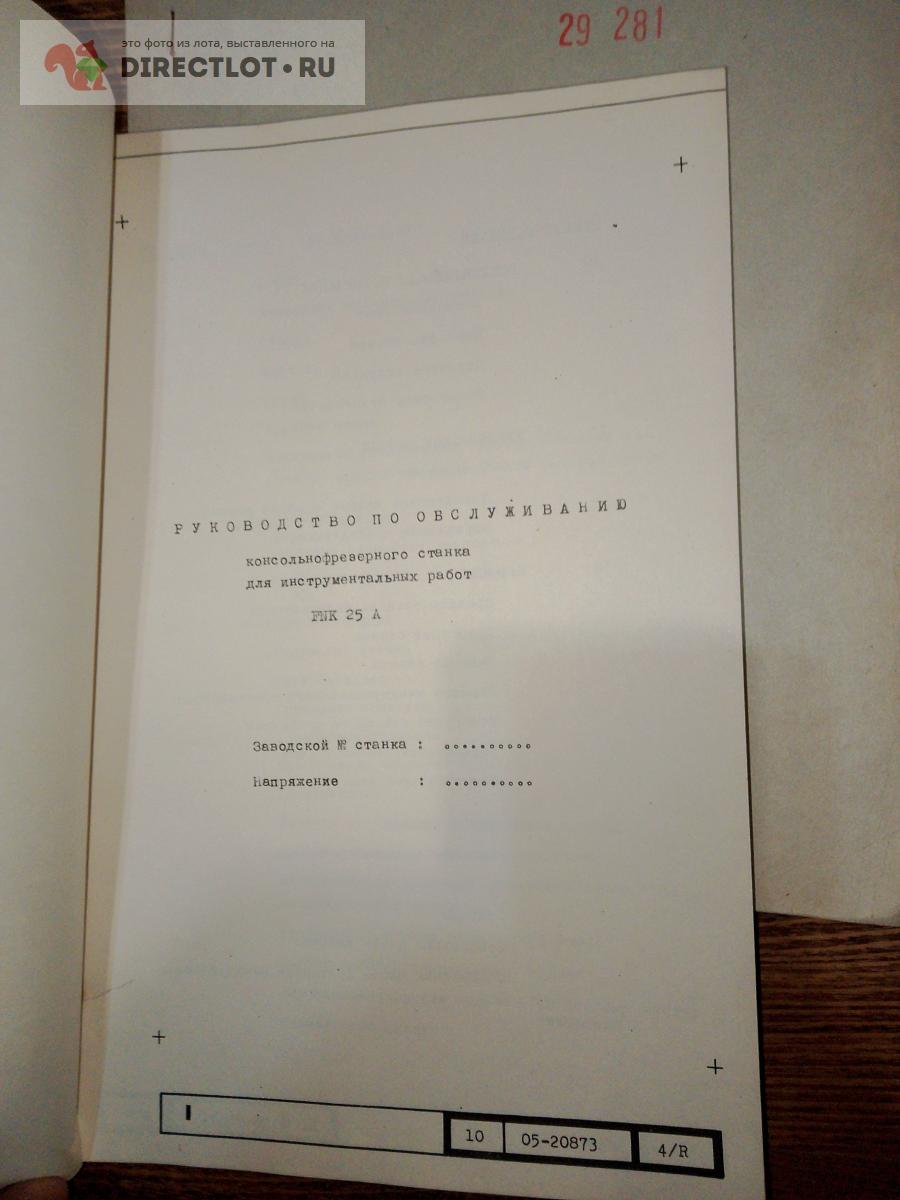 29 281
это фото из лота, выставленного на
DIRECTLOT.RU
РУКОВОДСТВО ПО ОБСЛУЖИВАНИЮ
консольнофрезерного станка
для инструментальных работ
FNK 25 A
Заводской № станка : ..........
Напряжение : ..........
I
10 05-20873 4/R